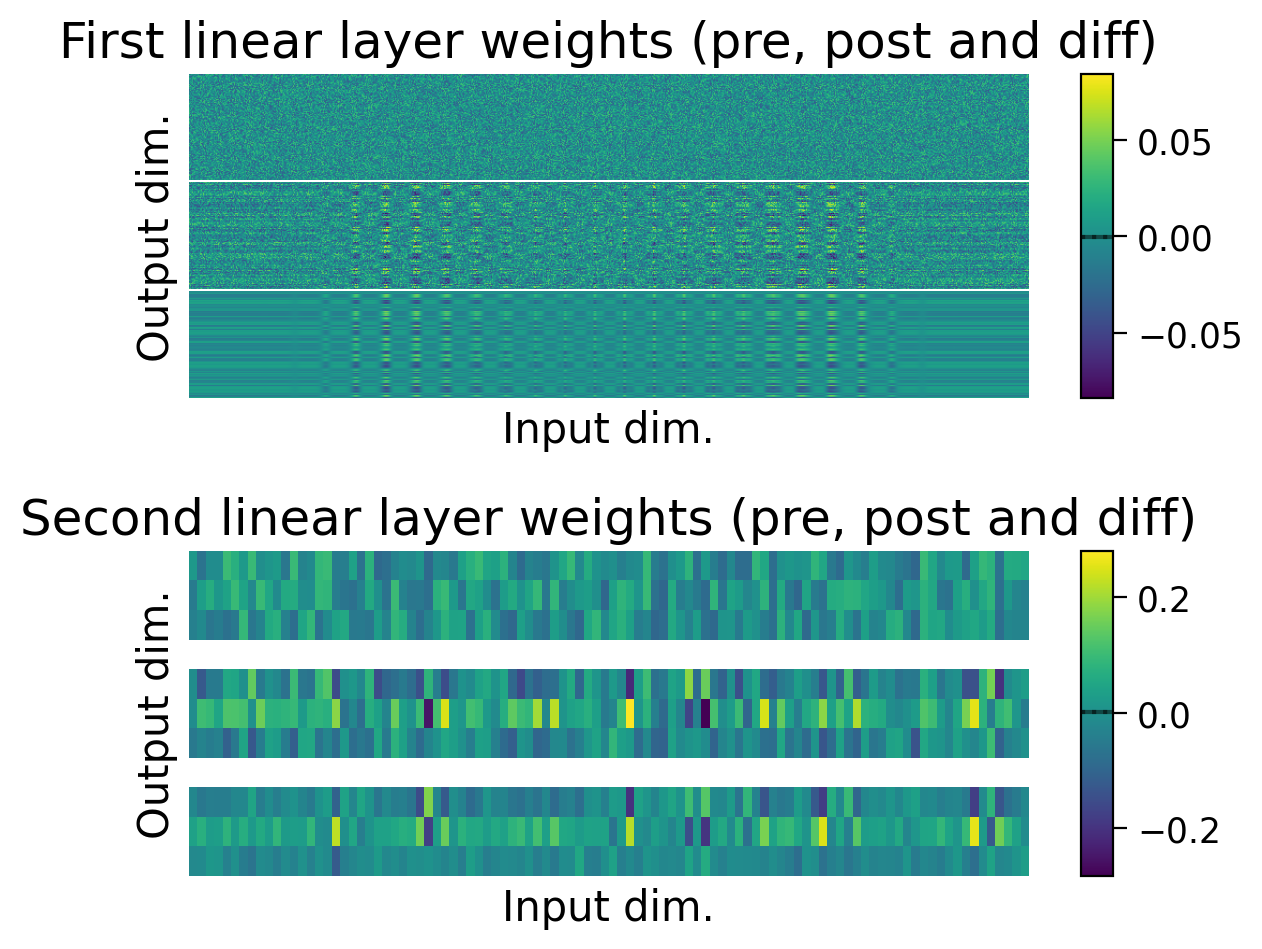 First linear layer weights (pre, post and diff)
Output dim.
0.05
0.00
−0.05
Input dim.
Second linear layer weights (pre, post and diff)
Output dim.
0.2
0.0
−0.2
Input dim.